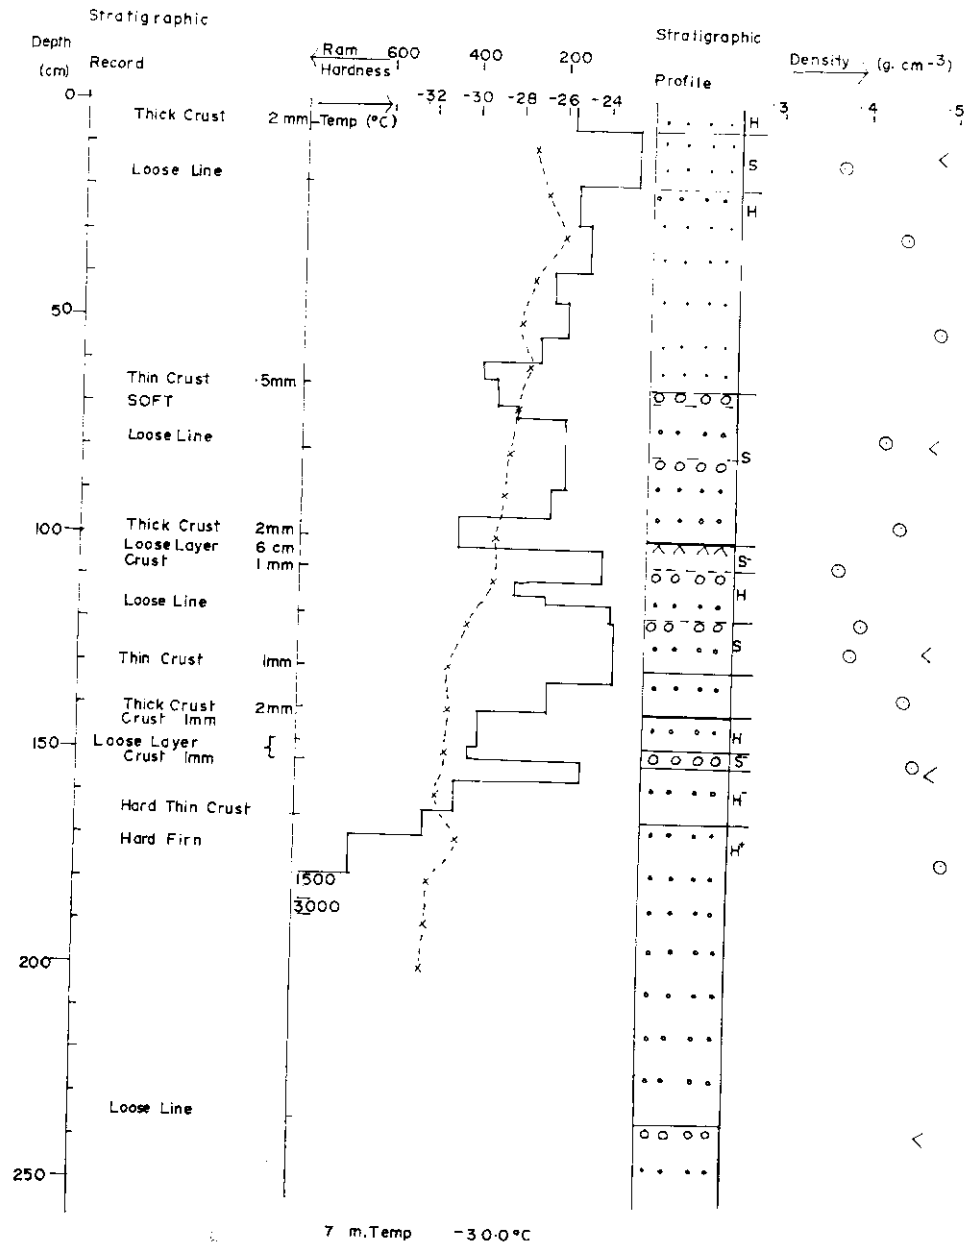 Stratigraphic
Depth
(cm)
Record
Ram
Hardness
600
400
200
Stratigraphic
Profile
Density (g. cm -3)
Temp (°C)
-32 -30 -28 -26 -24
.3 .4 .5
0
Thick Crust 2 mm
H
Loose Line
S
H
50
Thin Crust .5mm
SOFT
Loose Line
S
100
Thick Crust 2mm
Loose Layer 6 cm
Crust 1 mm
S-
H
Loose Line
S
Thin Crust 1mm
Thick Crust 2mm
Crust 1mm
H
150
Loose Layer {
Crust 1mm
S-
H-
Hard Thin Crust
Hard Firn
H+
1500
3000
200
Loose Line
250
7 m.Temp -30.0°C